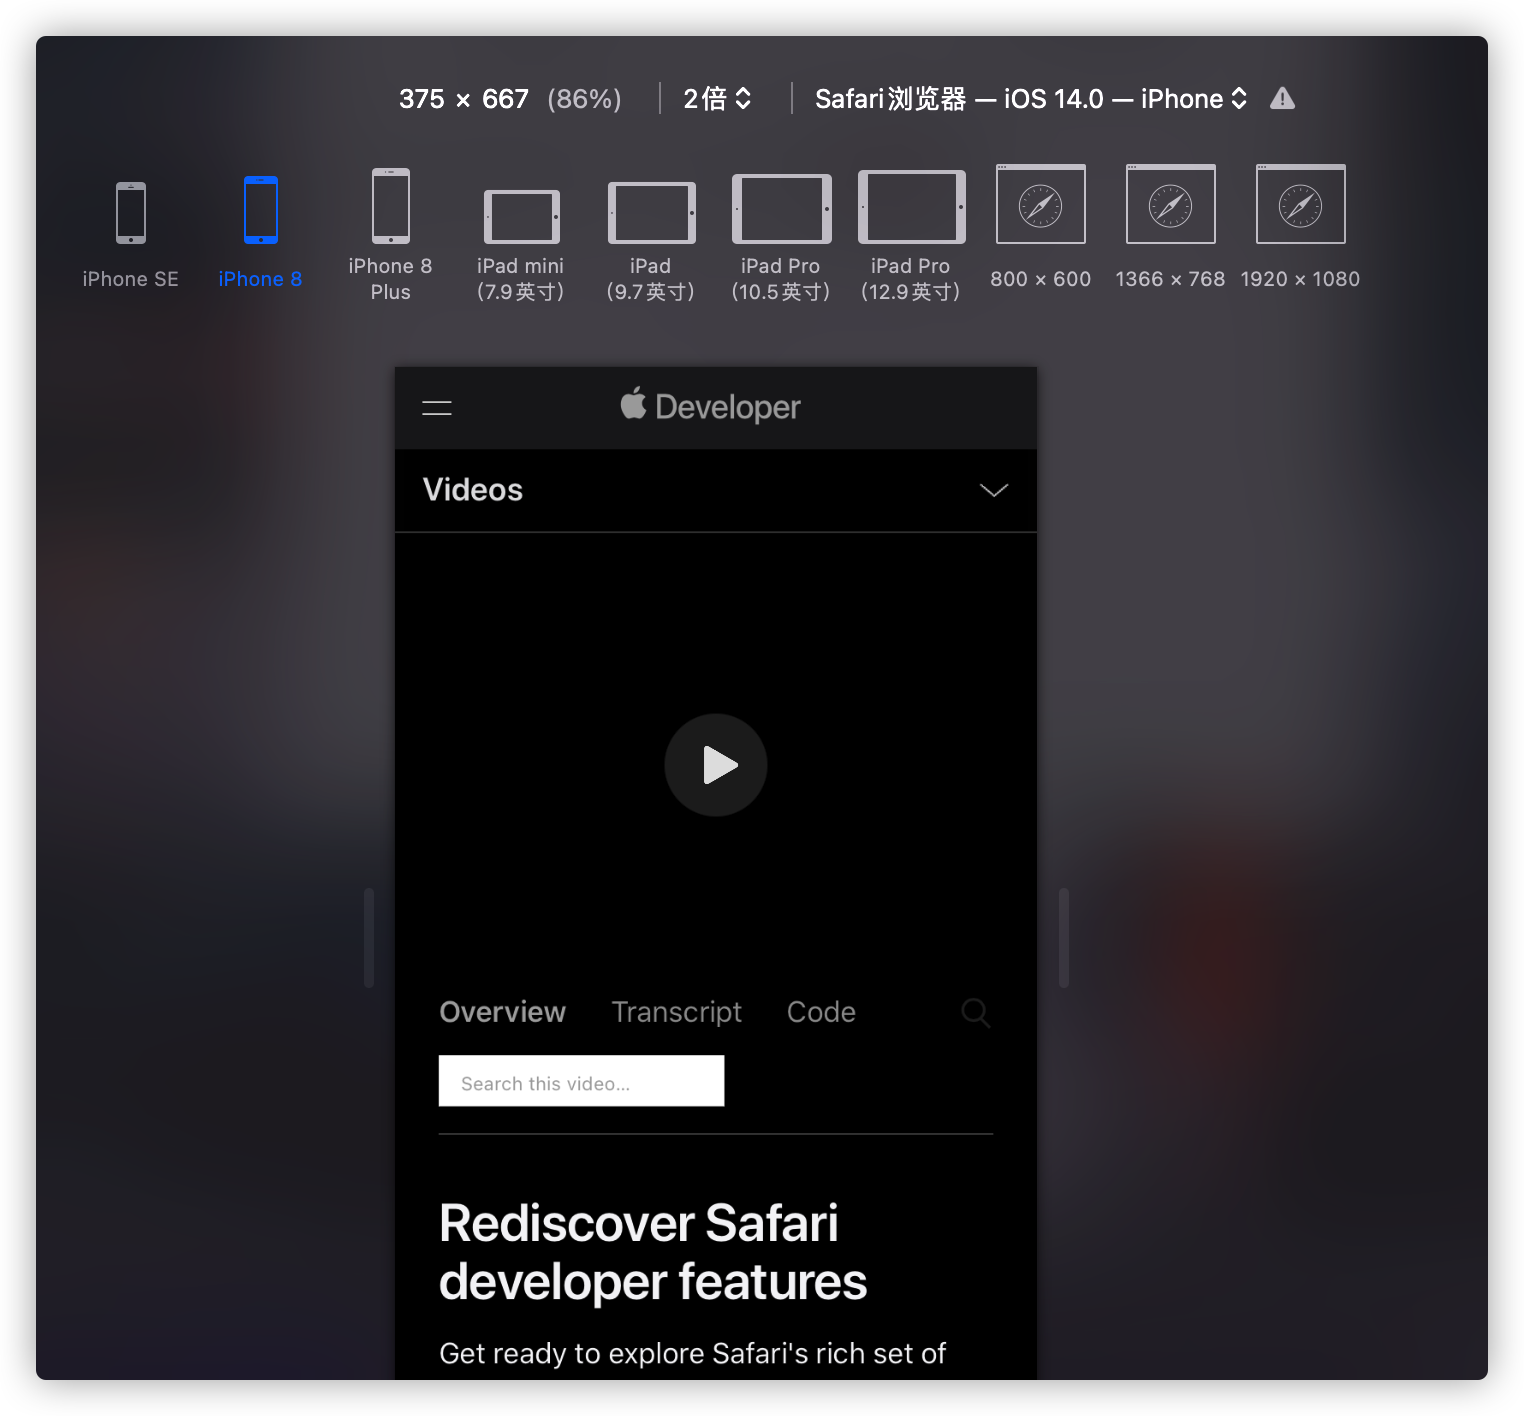 375 × 667 (86%) 2倍 Safari浏览器 — iOS 14.0 — iPhone
iPhone SE
iPhone 8
iPhone 8
Plus
iPad mini
(7.9英寸)
iPad
(9.7英寸)
iPad Pro
(10.5英寸)
iPad Pro
(12.9英寸)
800 × 600
1366 × 768
1920 × 1080
Developer
Videos
Overview Transcript Code
Search this video...
Rediscover Safari
developer features
Get ready to explore Safari's rich set of